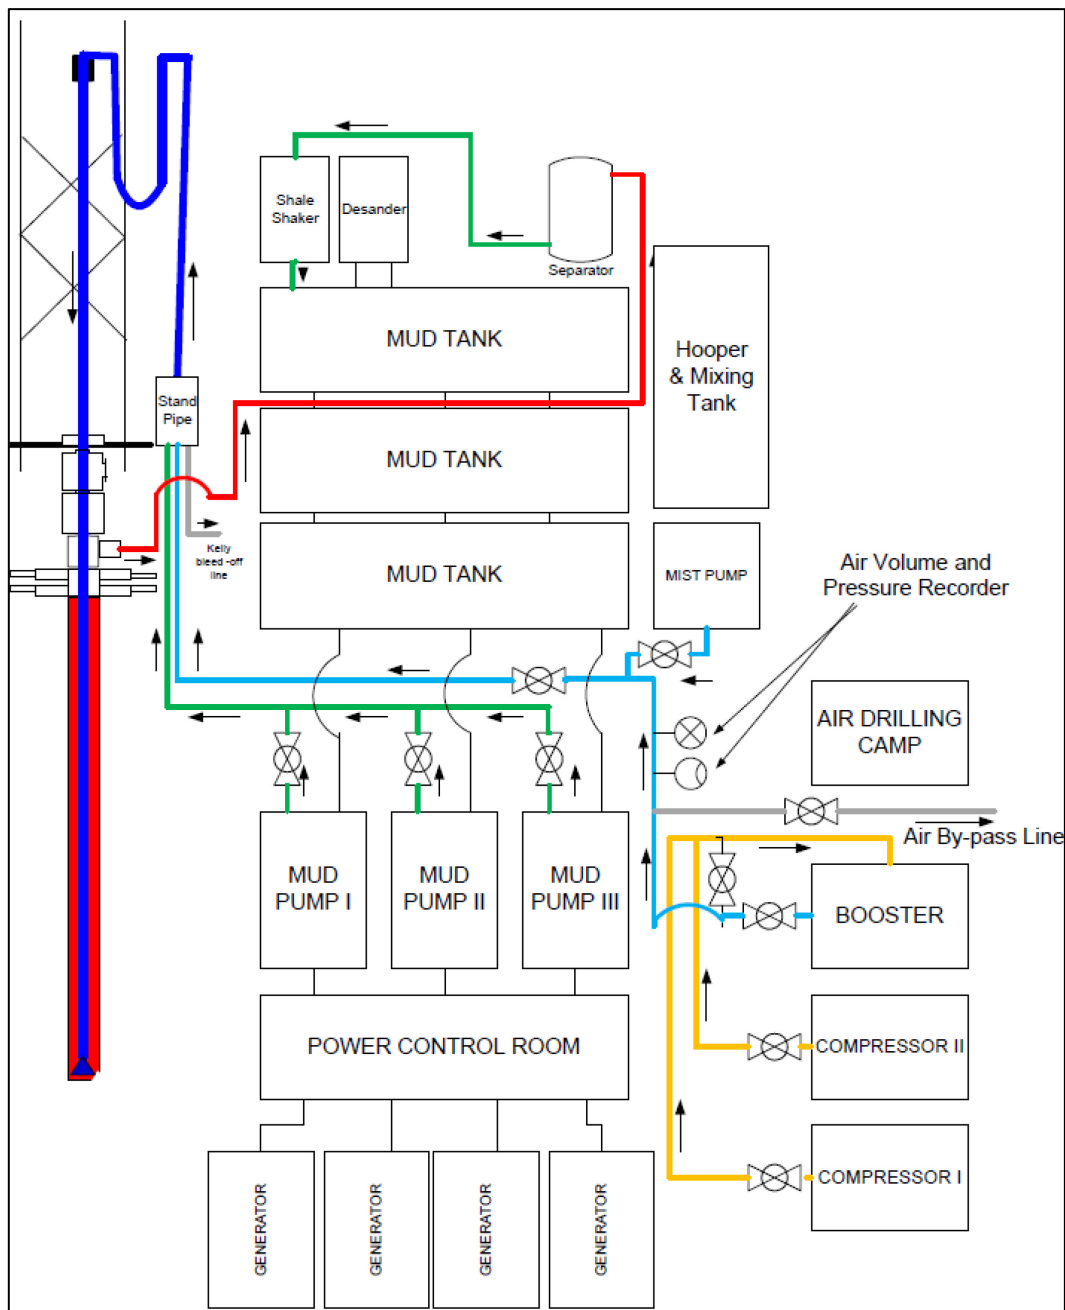 Shale
Shaker
Desander
Separator
MUD TANK
Hooper
& Mixing
Tank
Stand
Pipe
MUD TANK
Kelly
bleed -off
line
MUD TANK
MIST PUMP
Air Volume and
Pressure Recorder
AIR DRILLING
CAMP
Air By-pass Line
MUD
PUMP I
MUD
PUMP II
MUD
PUMP III
BOOSTER
POWER CONTROL ROOM
COMPRESSOR II
COMPRESSOR I
GENERATOR
GENERATOR
GENERATOR
GENERATOR